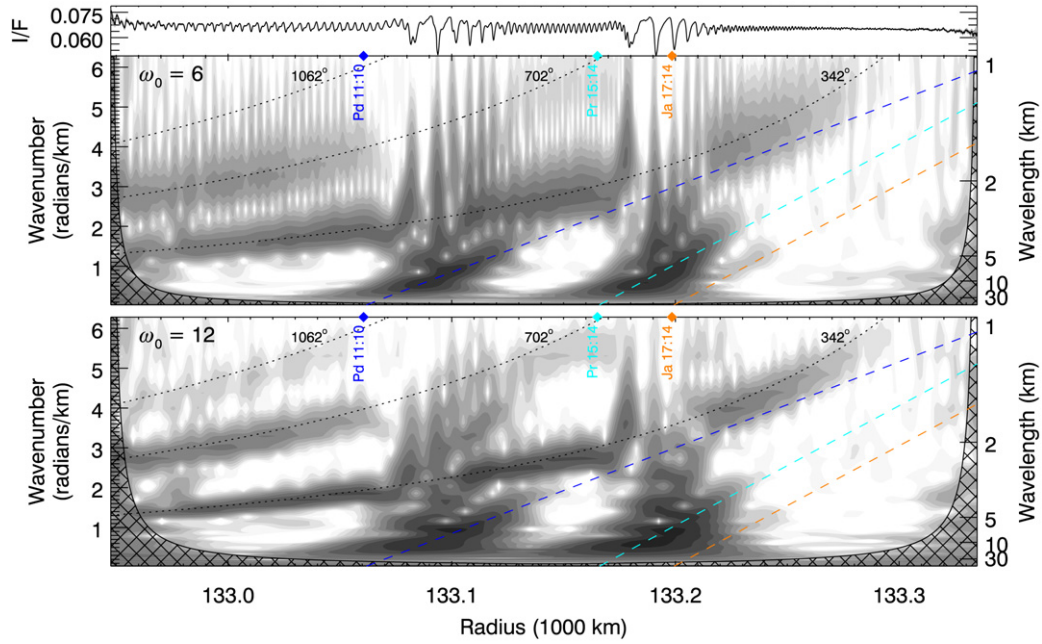 0.075
0.060
I/F
ω₀ = 6
1062°
702°
342°
Pd 11:10
Pr 15:14
Ja 17:14
6
5
4
3
2
1
Wavenumber
(radians/km)
1
2
5
10
30
Wavelength (km)
ω₀ = 12
1062°
702°
342°
Pd 11:10
Pr 15:14
Ja 17:14
6
5
4
3
2
1
Wavenumber
(radians/km)
1
2
5
10
30
Wavelength (km)
133.0
133.1
133.2
133.3
Radius (1000 km)